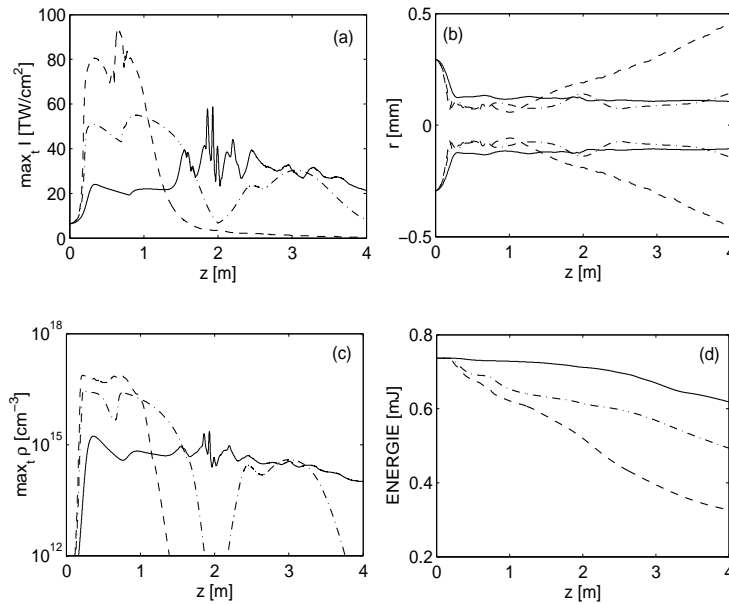 (a)
100
80
60
40
20
0
max_t I [TW/cm²]
0 1 2 3 4
z [m]
(b)
0.5
0
−0.5
r [mm]
0 1 2 3 4
z [m]
(c)
10^18
10^15
10^12
max_t ρ [cm⁻³]
0 1 2 3 4
z [m]
(d)
0.8
0.6
0.4
0.2
ENERGIE [mJ]
0 1 2 3 4
z [m]